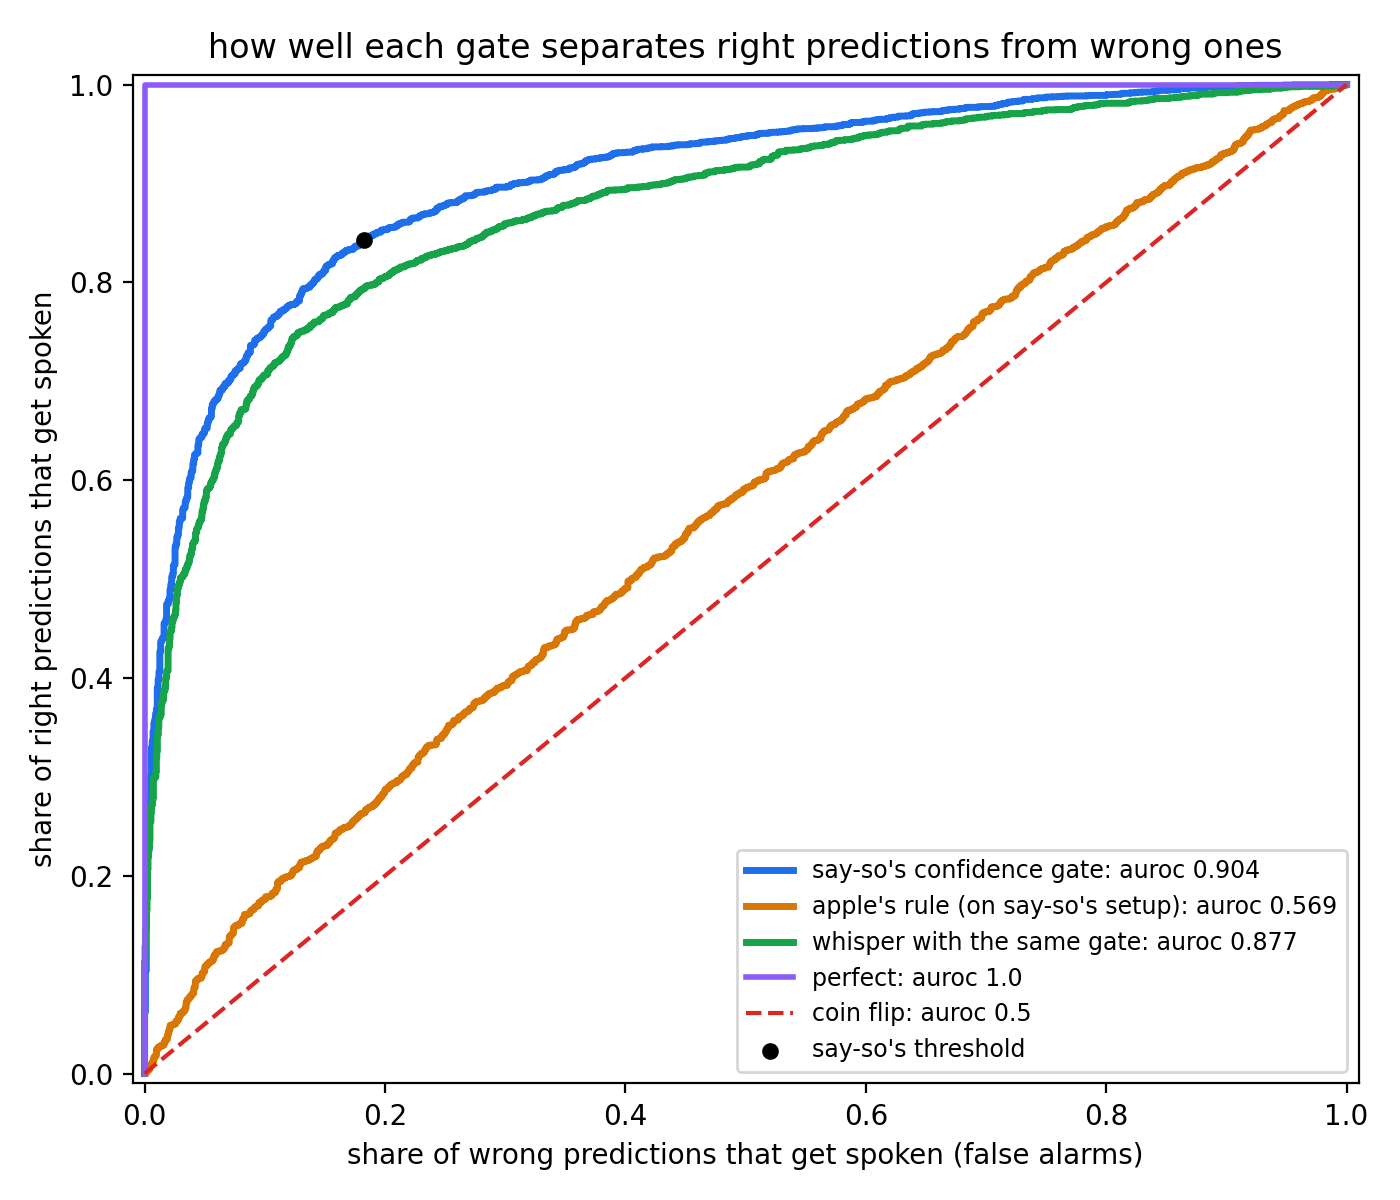 how well each gate separates right predictions from wrong ones
share of right predictions that get spoken
1.0
0.8
0.6
0.4
0.2
0.0
say-so's confidence gate: auroc 0.904
apple's rule (on say-so's setup): auroc 0.569
whisper with the same gate: auroc 0.877
perfect: auroc 1.0
coin flip: auroc 0.5
say-so's threshold
0.0 0.2 0.4 0.6 0.8 1.0
share of wrong predictions that get spoken (false alarms)